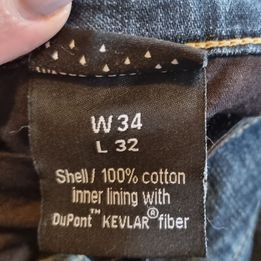 W 34
L 32
Shell/ 100% cotton
inner lining with
DuPont™ KEVLAR® fiber